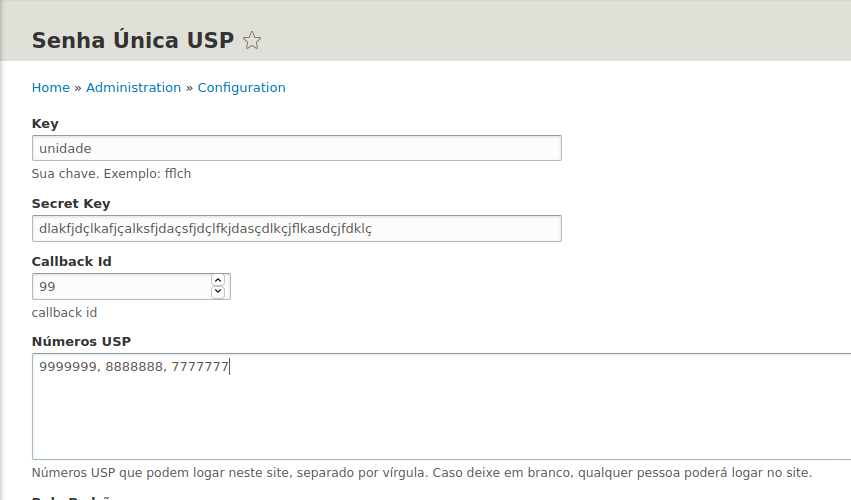 Senha Única USP
Home » Administration » Configuration
Key
unidade
Sua chave. Exemplo: fflch
Secret Key
dlakfjdçlkafjçalksfjdaçsfjdçlfkjdasçdlkçjflkasdçjfdklç
Callback Id
99
callback id
Números USP
9999999, 8888888, 7777777
Números USP que podem logar neste site, separado por vírgula. Caso deixe em branco, qualquer pessoa poderá logar no site.